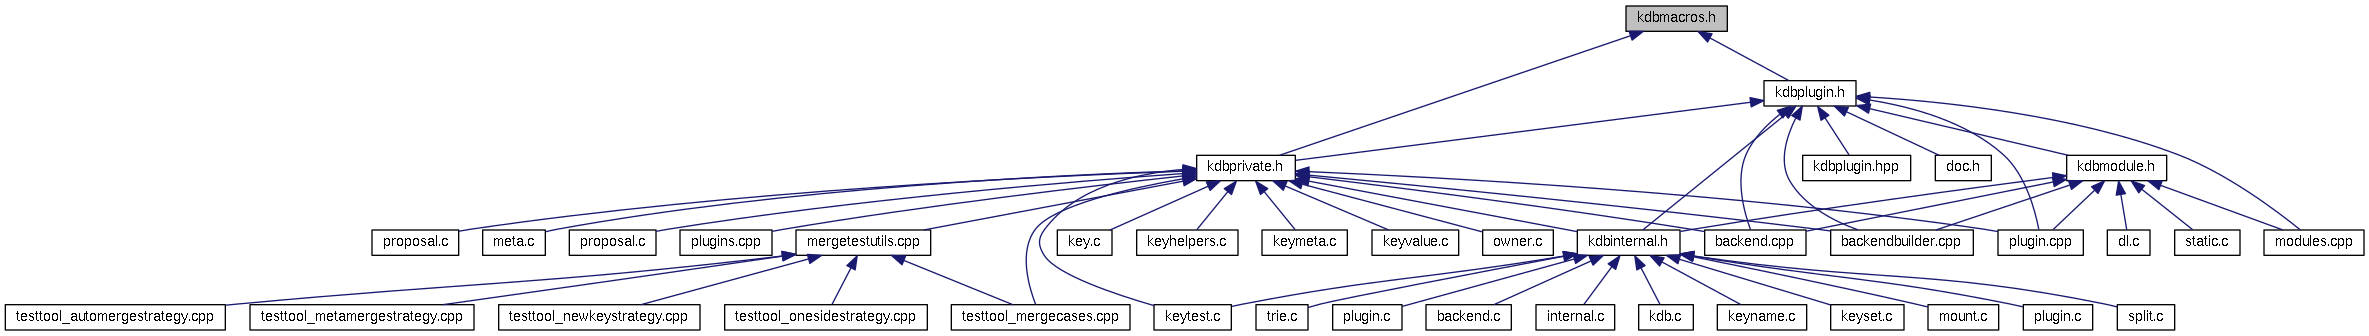 kdbmacros.h
kdbplugin.h
kdbprivate.h
kdbplugin.hpp
doc.h
kdbmodule.h
proposal.c
meta.c
proposal.c
plugins.cpp
mergetestutils.cpp
key.c
keyhelpers.c
keymeta.c
keyvalue.c
owner.c
kdbinternal.h
backend.cpp
backendbuilder.cpp
plugin.cpp
dl.c
static.c
modules.cpp
testtool_automergestrategy.cpp
testtool_metamergestrategy.cpp
testtool_newkeystrategy.cpp
testtool_onesidestrategy.cpp
testtool_mergecases.cpp
keytest.c
trie.c
plugin.c
backend.c
internal.c
kdb.c
keyname.c
keyset.c
mount.c
plugin.c
split.c